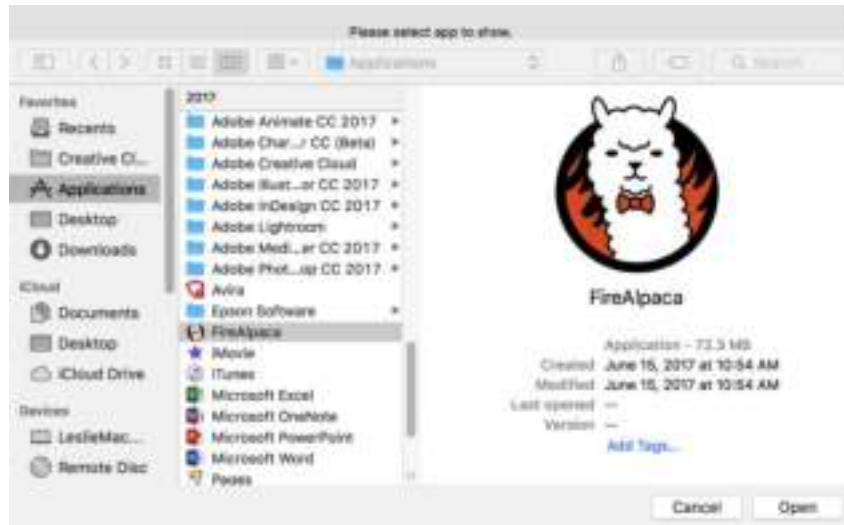 Please select app to show.
Applications
Search
Favorites
Recents
Creative Cl...
Applications
Desktop
Downloads
iCloud
Documents
Desktop
iCloud Drive
Devices
LeslieMac...
Remote Disc
2017
Adobe Animate CC 2017
Adobe Char...r CC (Beta)
Adobe Creative Cloud
Adobe Illust...or CC 2017
Adobe InDesign CC 2017
Adobe Lightroom
Adobe Medi...er CC 2017
Adobe Phot...op CC 2017
Avira
Epson Software
FireAlpaca
iMovie
iTunes
Microsoft Excel
Microsoft OneNote
Microsoft PowerPoint
Microsoft Word
Pages
FireAlpaca
Application - 72.3 MB
Created June 15, 2017 at 10:54 AM
Modified June 15, 2017 at 10:54 AM
Last opened --
Version --
Add Tags...
Cancel
Open